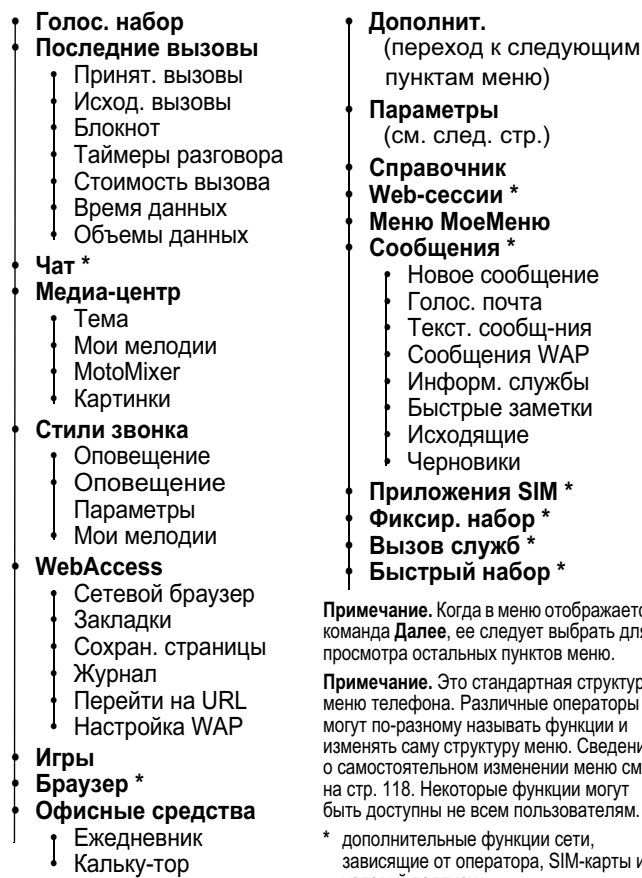 Голос. набор
Последние вызовы
Принят. вызовы
Исход. вызовы
Блокнот
Таймеры разговора
Стоимость вызова
Время данных
Объемы данных
Чат *
Медиа-центр
Тема
Мои мелодии
MotoMixer
Картинки
Стили звонка
Оповещение
Оповещение
Параметры
Мои мелодии
WebAccess
Сетевой браузер
Закладки
Сохран. страницы
Журнал
Перейти на URL
Настройка WAP
Игры
Браузер *
Офисные средства
Ежедневник
Кальку-тор
Дополнит.
(переход к следующим
пунктам меню)
Параметры
(см. след. стр.)
Справочник
Web-сессии *
Меню МоеМеню
Сообщения *
Новое сообщение
Голос. почта
Текст. сообщ-ния
Сообщения WAP
Информ. службы
Быстрые заметки
Исходящие
Черновики
Приложения SIM *
Фиксир. набор *
Вызов служб *
Быстрый набор *
Примечание. Когда в меню отображаетс
команда Далее, ее следует выбрать для
просмотра остальных пунктов меню.
Примечание. Это стандартная структур
меню телефона. Различные операторы
могут по-разному называть функции и
изменять саму структуру меню. Сведени
о самостоятельном изменении меню см
на стр. 118. Некоторые функции могут
быть доступны не всем пользователям.
* дополнительные функции сети,
зависящие от оператора, SIM-карты и